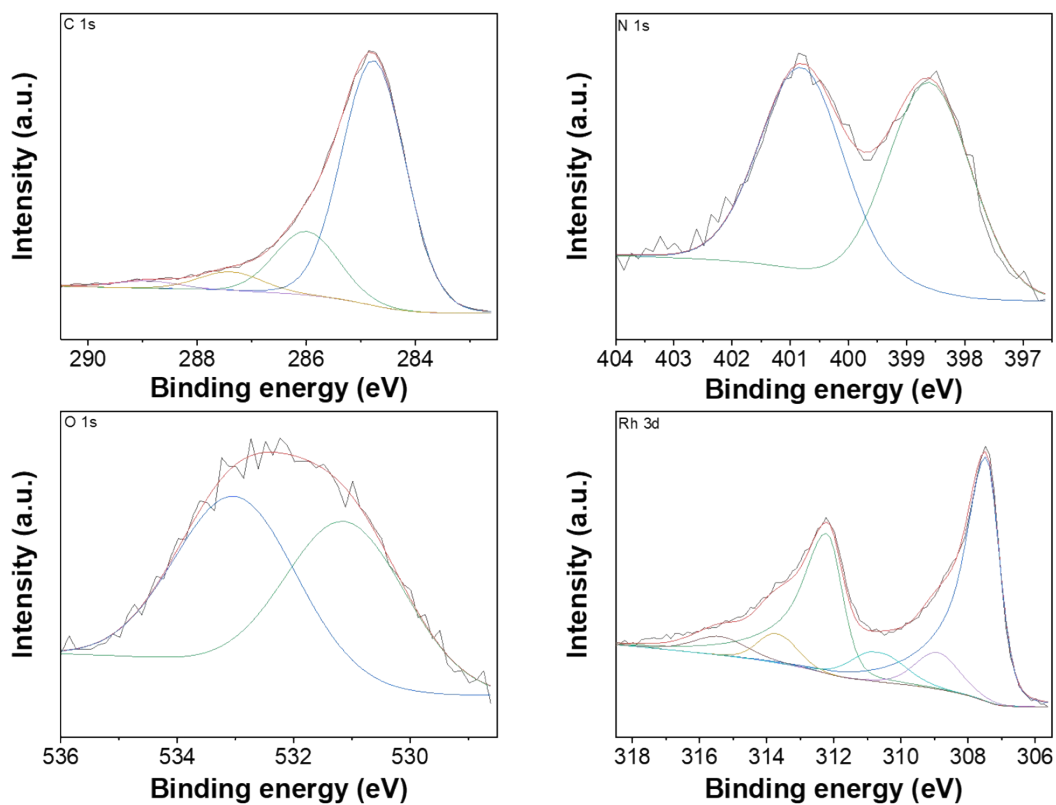 C 1s
Intensity (a.u.)
290 288 286 284
Binding energy (eV)
N 1s
Intensity (a.u.)
404 403 402 401 400 399 398 397
Binding energy (eV)
O 1s
Intensity (a.u.)
536 534 532 530
Binding energy (eV)
Rh 3d
Intensity (a.u.)
318 316 314 312 310 308 306
Binding energy (eV)